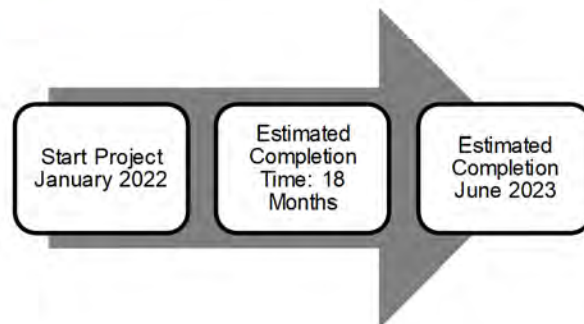 Start Project
January 2022
Estimated
Completion
Time: 18
Months
Estimated
Completion
June 2023